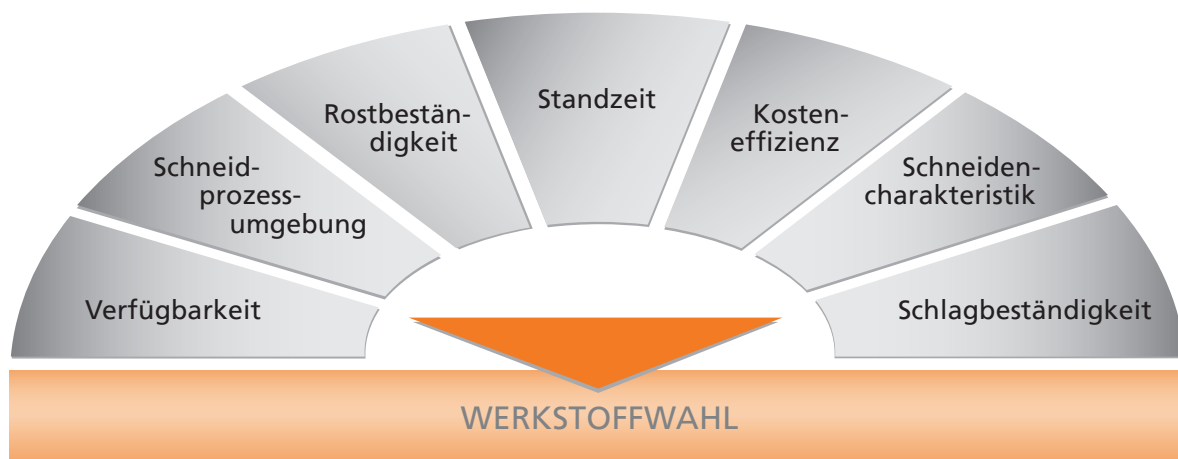 Verfügbarkeit
Schneid-
prozess-
umgebung
Rostbestän-
digkeit
Standzeit
Kosten-
effizienz
Schneiden-
charakteristik
Schlagbeständigkeit
WERKSTOFFWAHL